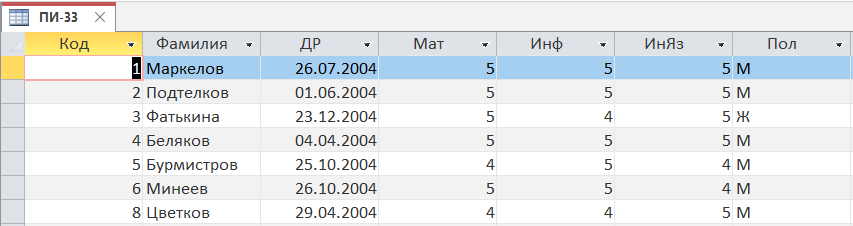 ПИ-33
Код Фамилия ДР Мат Инф ИнЯз Пол
1 Маркелов 26.07.2004 5 5 5 М
2 Подтелков 01.06.2004 5 5 5 М
3 Фатькина 23.12.2004 5 4 5 Ж
4 Беляков 04.04.2004 5 5 5 М
5 Бурмистров 25.10.2004 4 5 4 М
6 Минеев 26.10.2004 5 5 4 М
8 Цветков 29.04.2004 4 4 5 М